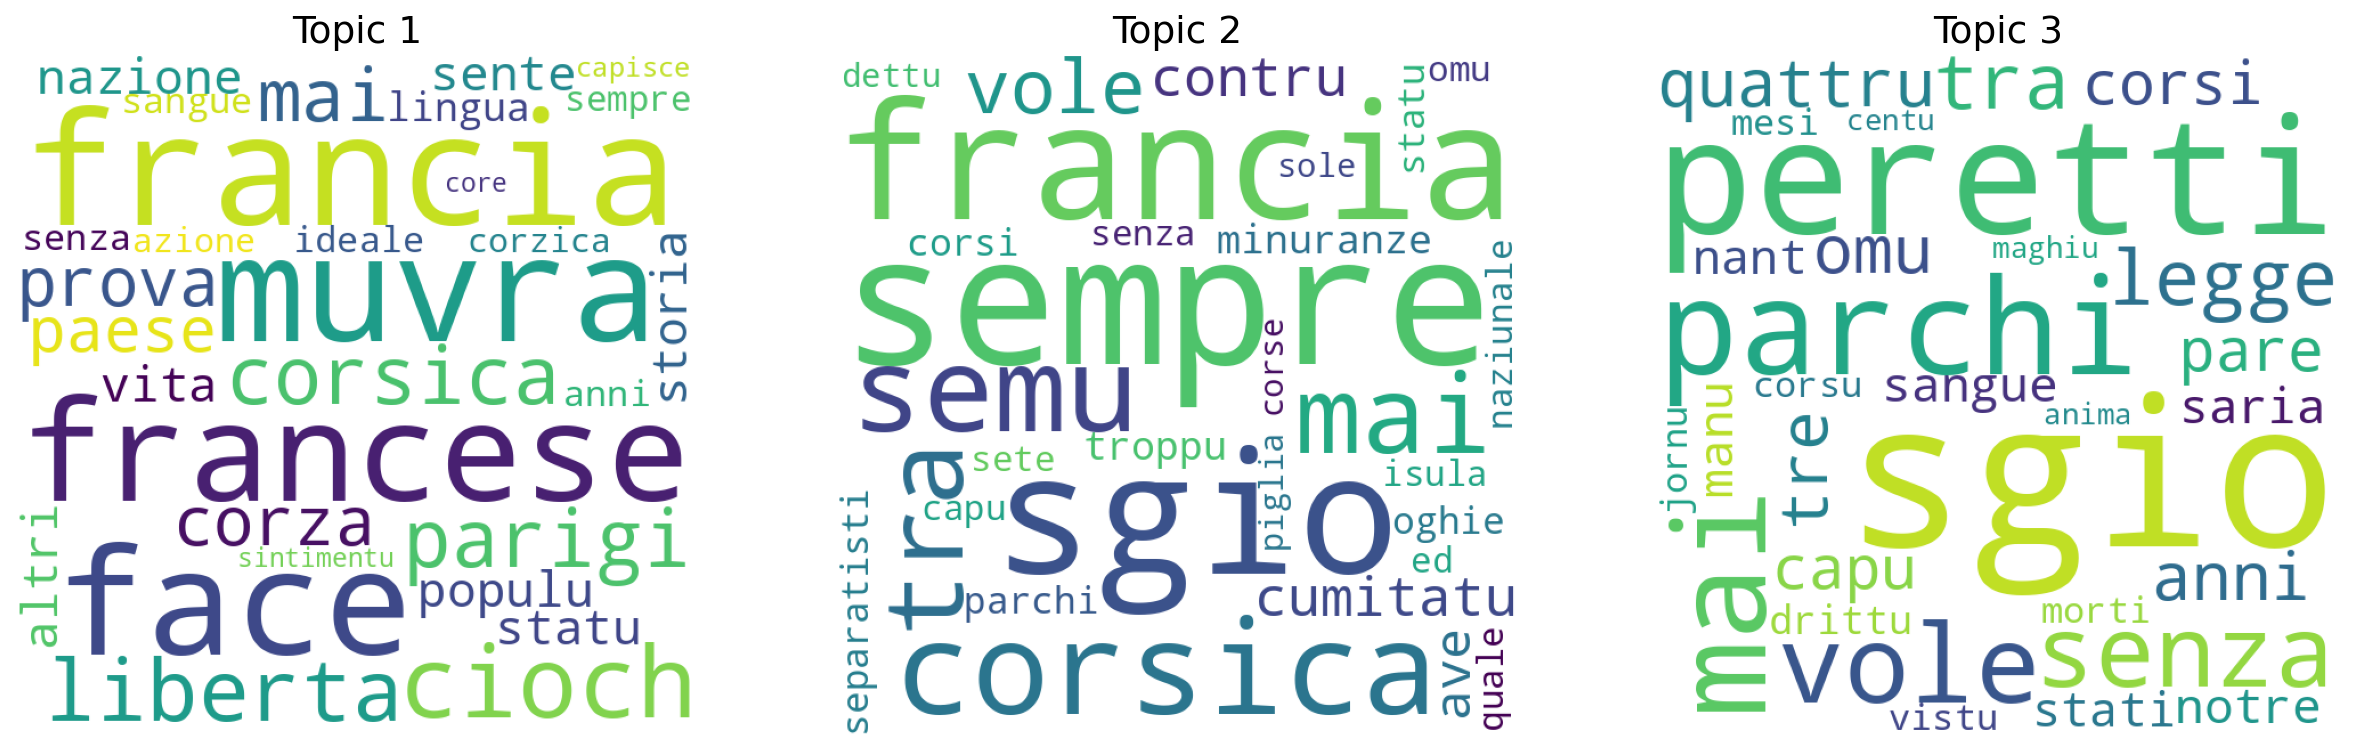 Topic 1
nazione
sente
capisce
sangue
mai
lingua
sempre
francia
core
senza
azione
ideale
corzica
storia
prova
muvra
paese
vita
corsica
anni
francese
corza
parigi
altri
sintimentu
face
populu
statu
liberta
cioch
Topic 2
dettu
vole
contru
statu
omu
francia
sole
corsi
senza
minuranze
naziunale
sempre
corse
semu
mai
troppu
sete
tra
piglia
isula
capu
sgio
oghie
ed
separatisti
parchi
cumitatu
corsica
ave
quale
Topic 3
quattru
tra
corsi
mesi
centu
peretti
nant
omu
maghiu
legge
parchi
pare
corsu
sangue
jornu
manu
tre
anima
saria
sgio
mai
capu
anni
drittu
morti
vole
senza
vistu
stati
notre